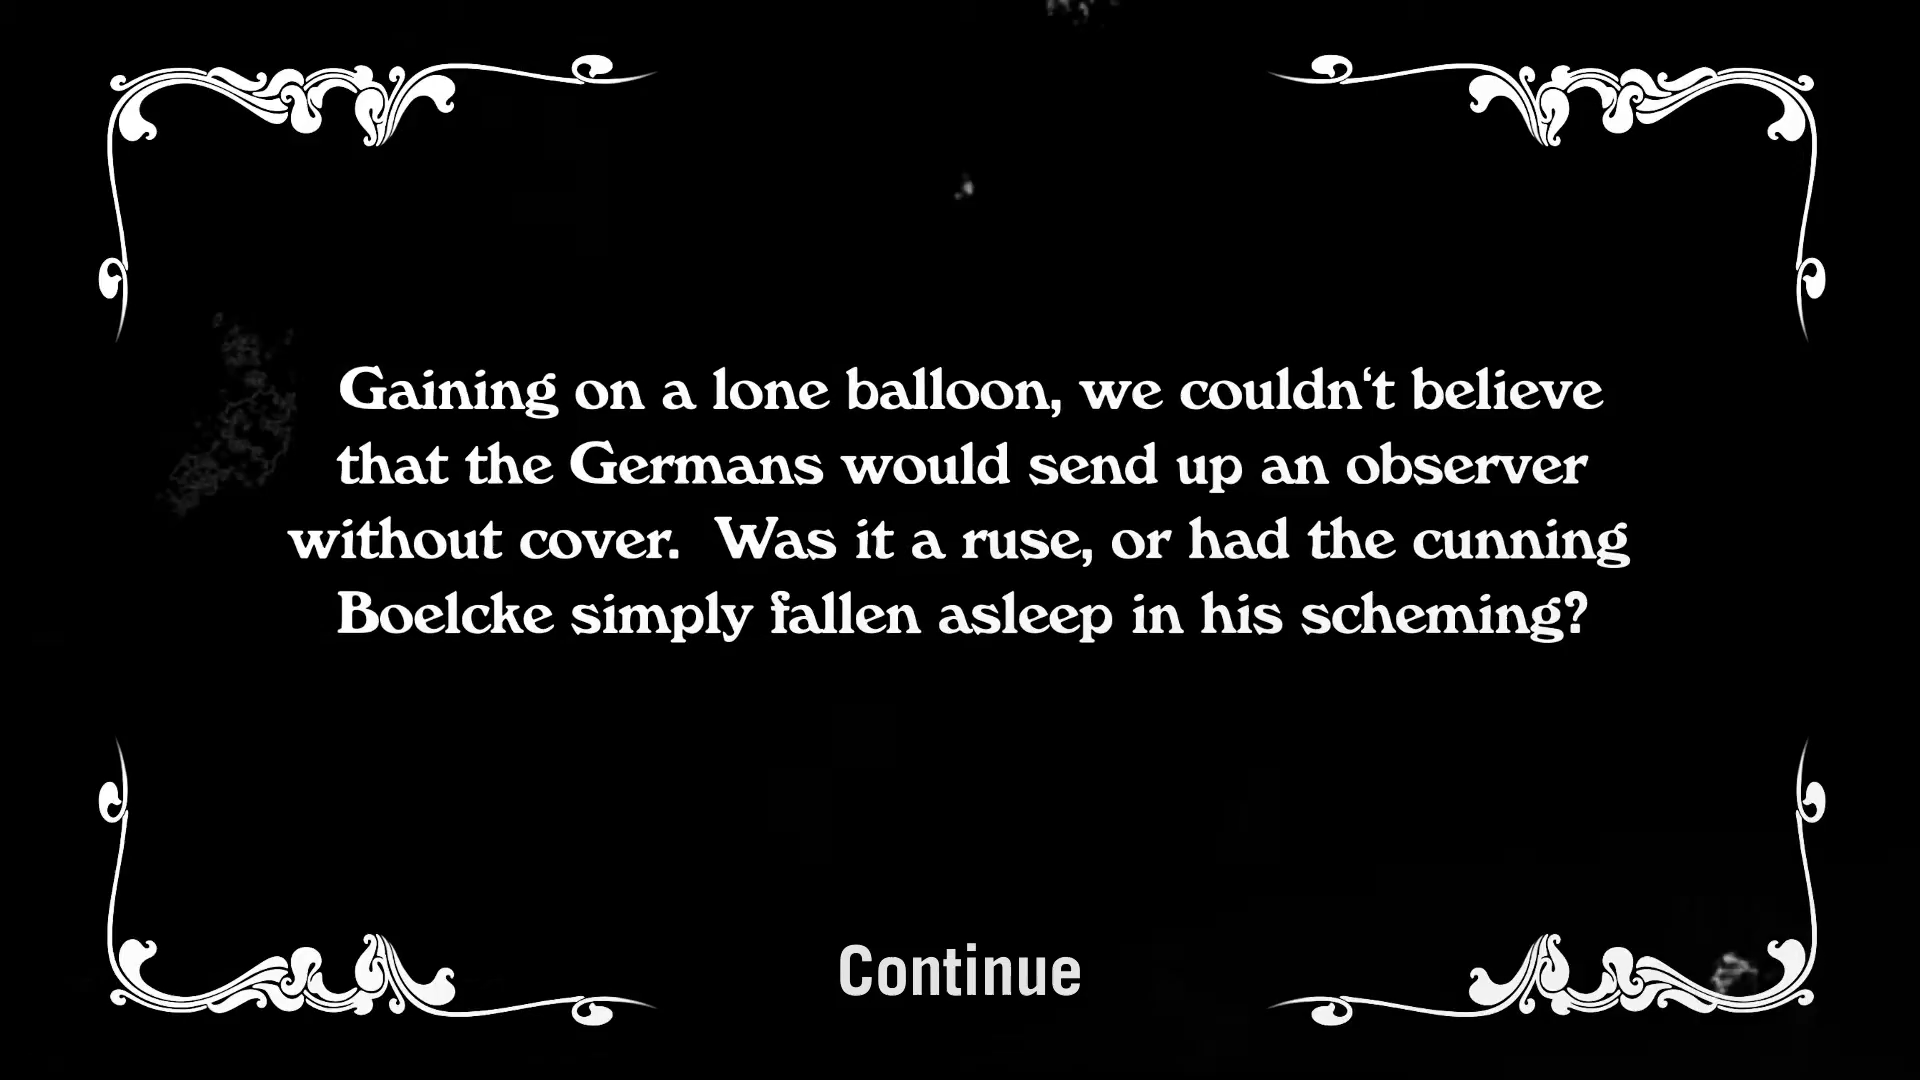 Gaining on a lone balloon, we couldn‘t believe
that the Germans would send up an observer
without cover.  Was it a ruse, or had the cunning
Boelcke simply fallen asleep in his scheming?
Continue